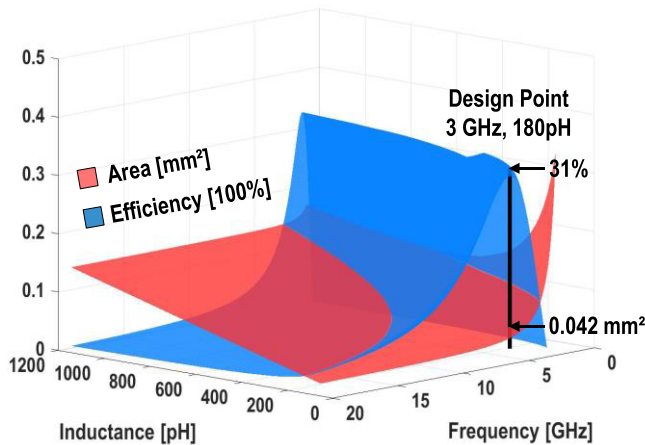 0.5
0.4
0.3
0.2
0.1
0
Design Point
3 GHz, 180pH
31%
Area [mm²]
Efficiency [100%]
0.042 mm²
1200
1000
800
600
400
200
0
20
15
10
5
0
Inductance [pH]
Frequency [GHz]